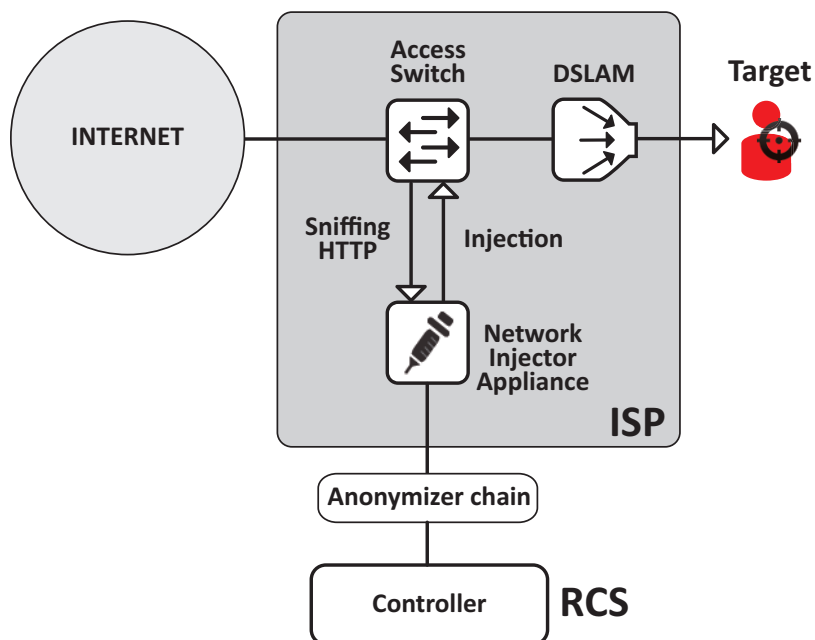 Access
Switch
DSLAM
Target
INTERNET
Sniffing
HTTP
Injection
Network
Injector
Appliance
ISP
Anonymizer chain
Controller
RCS